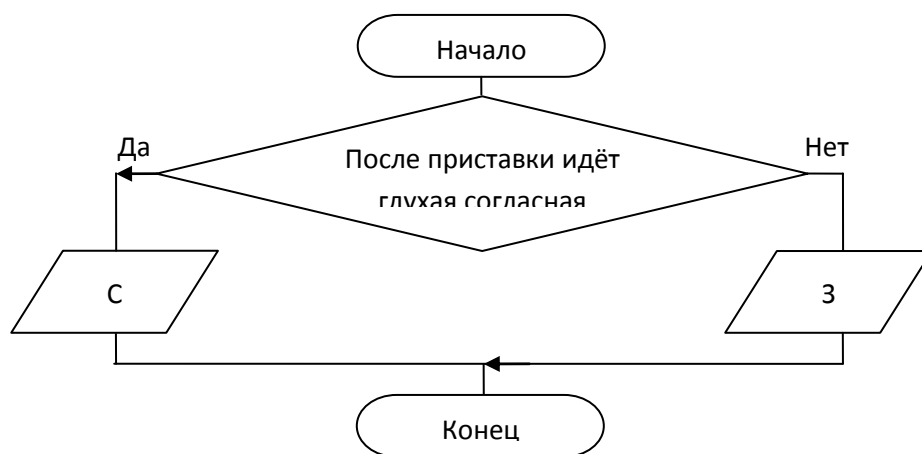 Начало
Да
Нет
После приставки идёт
глухая согласная
С
З
Конец